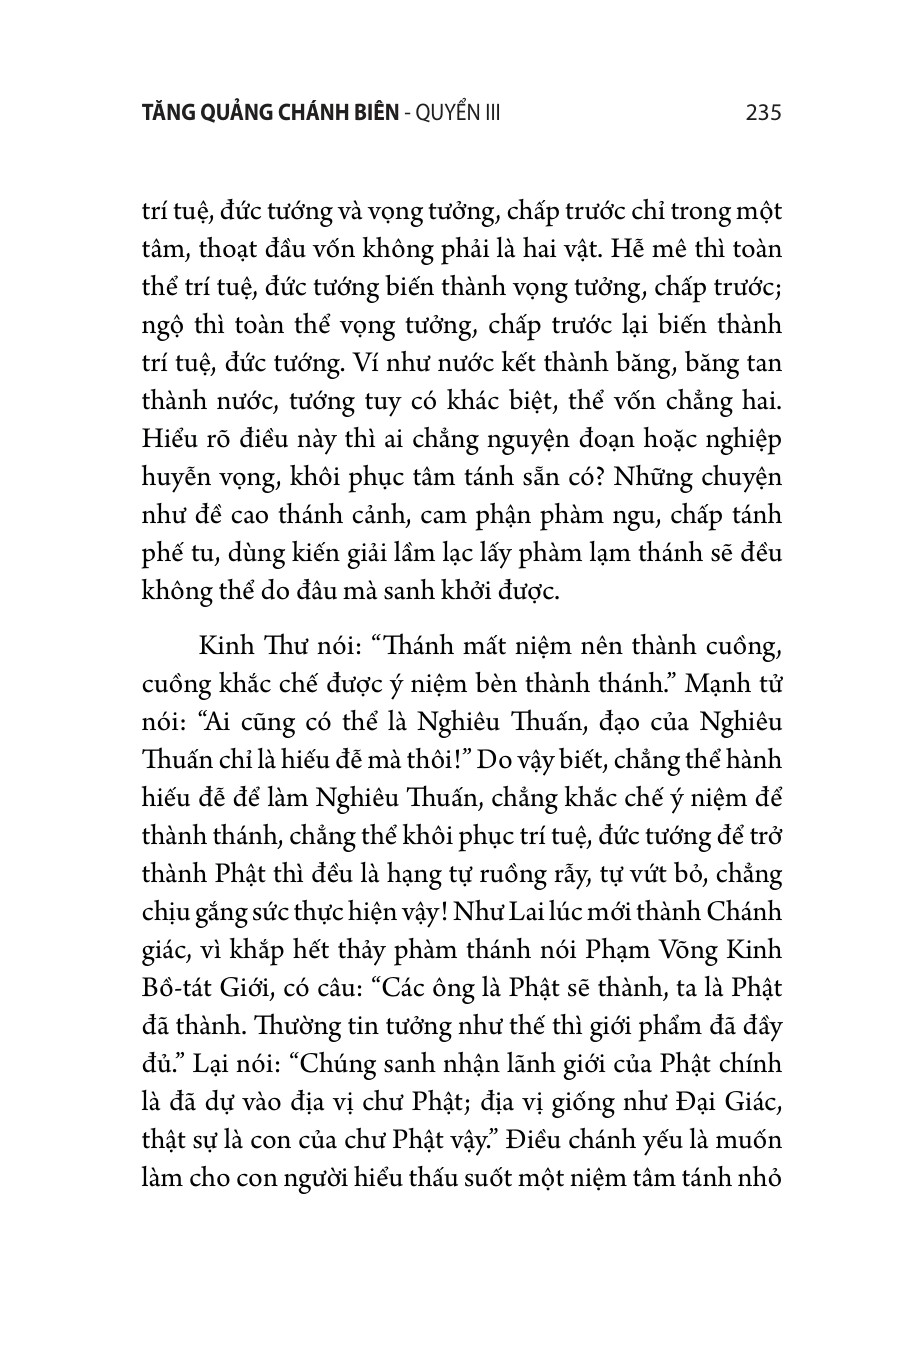 TĂNG QUẢNG CHÁNH BIÊN - QUYỂN III 235
trí tuệ, đức tướng và vọng tưởng, chấp trước chỉ trong một
tâm, thoạt đầu vốn không phải là hai vật. Hễ mê thì toàn
thể trí tuệ, đức tướng biến thành vọng tưởng, chấp trước;
ngộ thì toàn thể vọng tưởng, chấp trước lại biến thành
trí tuệ, đức tướng. Ví như nước kết thành băng, băng tan
thành nước, tướng tuy có khác biệt, thể vốn chẳng hai.
Hiểu rõ điều này thì ai chẳng nguyện đoạn hoặc nghiệp
huyễn vọng, khôi phục tâm tánh sẵn có? Những chuyện
như đề cao thánh cảnh, cam phận phàm ngu, chấp tánh
phế tu, dùng kiến giải lầm lạc lấy phàm lạm thánh sẽ đều
không thể do đâu mà sanh khởi được.
Kinh Thư nói: “Thánh mất niệm nên thành cuồng,
cuồng khắc chế được ý niệm bèn thành thánh.” Mạnh tử
nói: “Ai cũng có thể là Nghiêu Thuấn, đạo của Nghiêu
Thuấn chỉ là hiếu đễ mà thôi!” Do vậy biết, chẳng thể hành
hiếu đễ để làm Nghiêu Thuấn, chẳng khắc chế ý niệm để
thành thánh, chẳng thể khôi phục trí tuệ, đức tướng để trở
thành Phật thì đều là hạng tự ruồng rẫy, tự vứt bỏ, chẳng
chịu gắng sức thực hiện vậy! Như Lai lúc mới thành Chánh
giác, vì khắp hết thảy phàm thánh nói Phạm Võng Kinh
Bồ-tát Giới, có câu: “Các ông là Phật sẽ thành, ta là Phật
đã thành. Thường tin tưởng như thế thì giới phẩm đã đầy
đủ.” Lại nói: “Chúng sanh nhận lãnh giới của Phật chính
là đã dự vào địa vị chư Phật; địa vị giống như Đại Giác,
thật sự là con của chư Phật vậy.” Điều chánh yếu là muốn
làm cho con người hiểu thấu suốt một niệm tâm tánh nhỏ